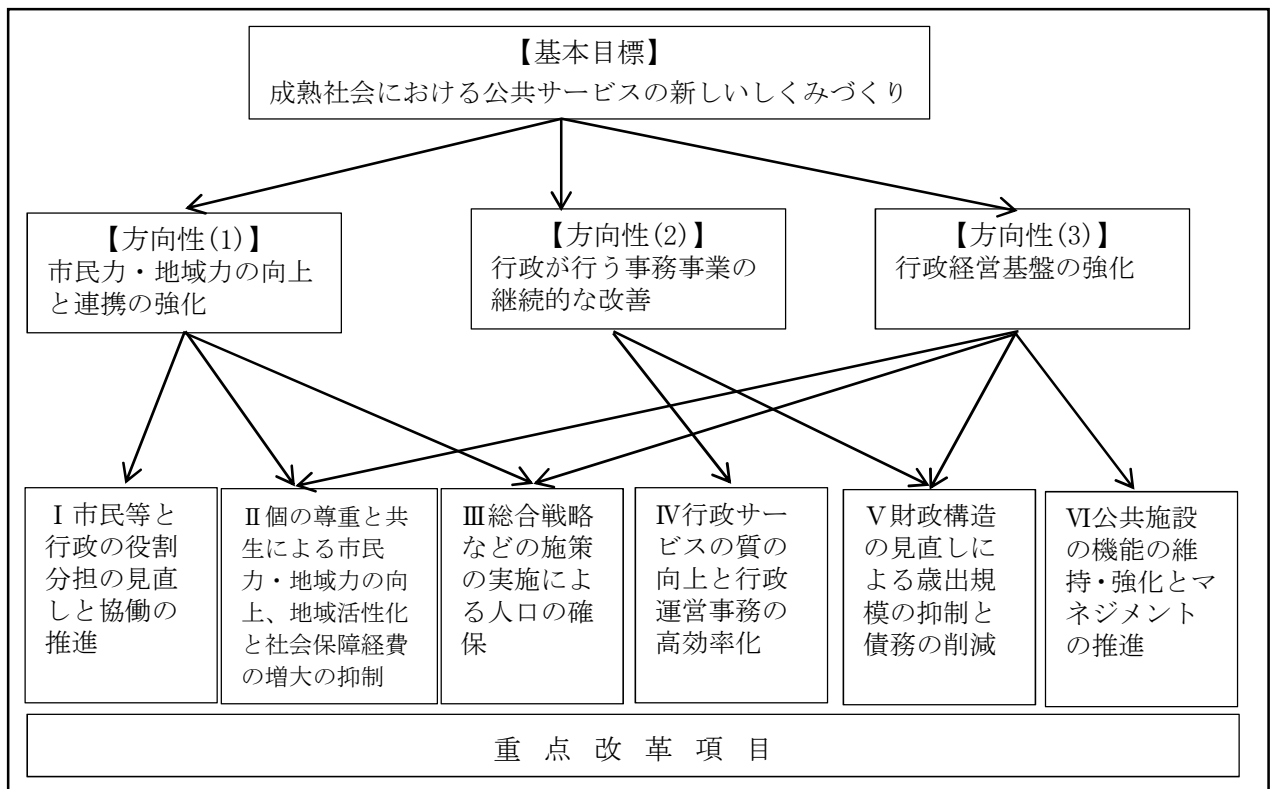 【基本目標】
成熟社会における公共サービスの新しいしくみづくり
【方向性(1)】
市民力・地域力の向上
と連携の強化
【方向性(2)】
行政が行う事務事業の
継続的な改善
【方向性(3)】
行政経営基盤の強化
Ⅰ市民等と
行政の役割
分担の見直
しと協働の
推進
Ⅱ個の尊重と共
生による市民
力・地域力の向
上、地域活性化
と社会保障経費
の増大の抑制
Ⅲ総合戦略
などの施策
の実施によ
る人口の確
保
Ⅳ行政サー
ビスの質の
向上と行政
運営事務の
高効率化
Ⅴ財政構造
の見直しに
よる歳出規
模の抑制と
債務の削減
Ⅵ公共施設
の機能の維
持・強化とマ
ネジメント
の推進
重点改革項目